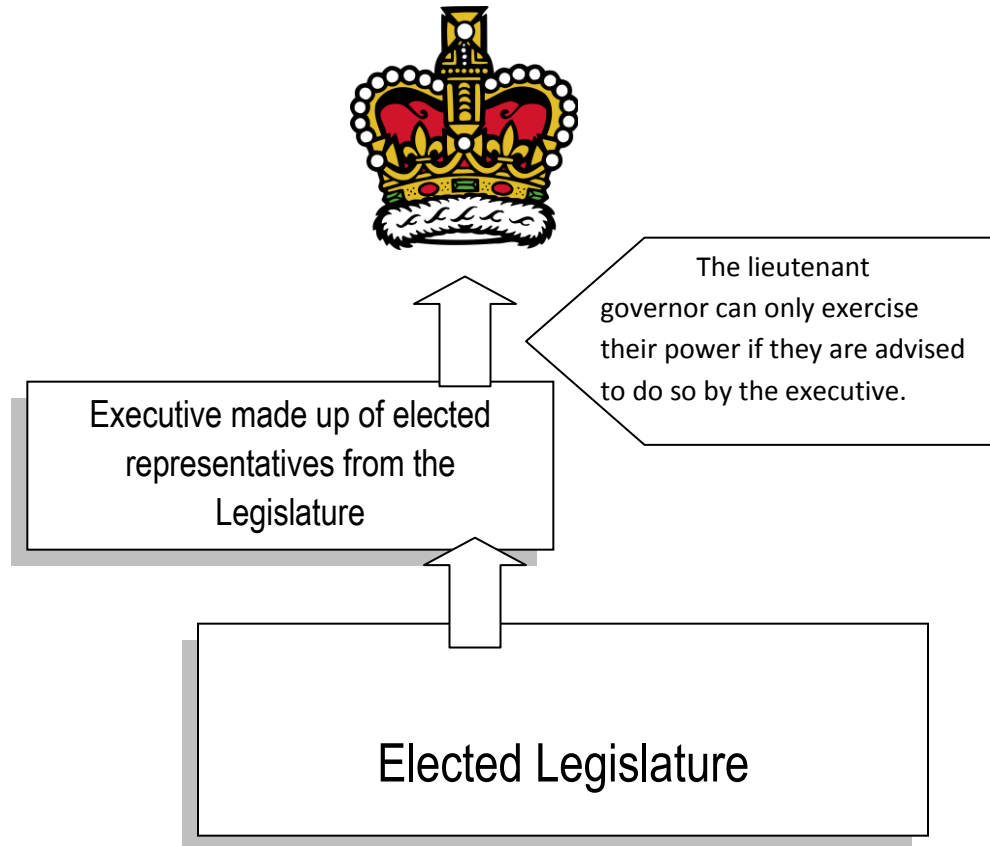 The lieutenant
governor can only exercise
their power if they are advised
to do so by the executive.
Executive made up of elected
representatives from the
Legislature
Elected Legislature